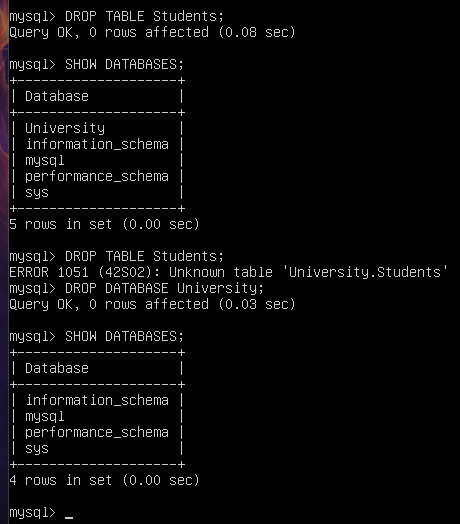 mysql> DROP TABLE Students;
Query OK, 0 rows affected (0.08 sec)
mysql> SHOW DATABASES;
+--------------------+
| Database           |
+--------------------+
| University         |
| information_schema |
| mysql              |
| performance_schema |
| sys                |
+--------------------+
5 rows in set (0.00 sec)
mysql> DROP TABLE Students;
ERROR 1051 (42S02): Unknown table 'University.Students'
mysql> DROP DATABASE University;
Query OK, 0 rows affected (0.03 sec)
mysql> SHOW DATABASES;
+--------------------+
| Database           |
+--------------------+
| information_schema |
| mysql              |
| performance_schema |
| sys                |
+--------------------+
4 rows in set (0.00 sec)
mysql> _